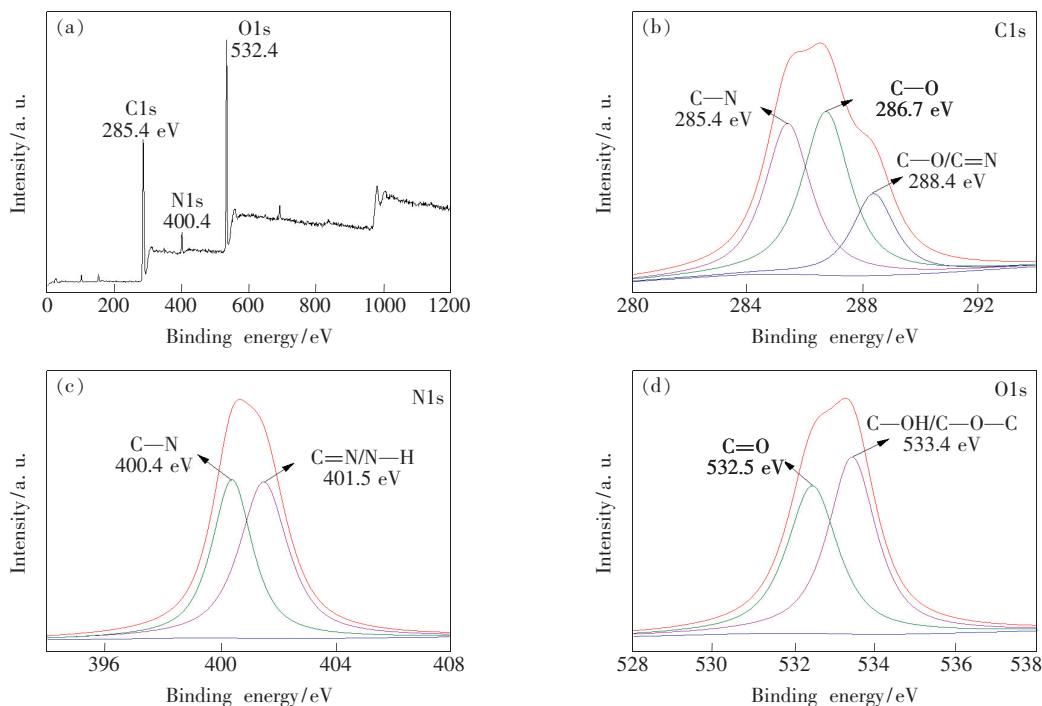 (a)
O1s
532.4
C1s
285.4 eV
N1s
400.4
Intensity/a. u.
0 200 400 600 800 1000 1200
Binding energy/eV
(b)
C1s
C—N
285.4 eV
C—O
286.7 eV
C—O/C=N
288.4 eV
Intensity/a. u.
280 284 288 292
Binding energy/eV
(c)
N1s
C—N
400.4 eV
C=N/N—H
401.5 eV
Intensity/a. u.
396 400 404 408
Binding energy/eV
(d)
O1s
C=O
532.5 eV
C—OH/C—O—C
533.4 eV
Intensity/a. u.
528 530 532 534 536 538
Binding energy/eV